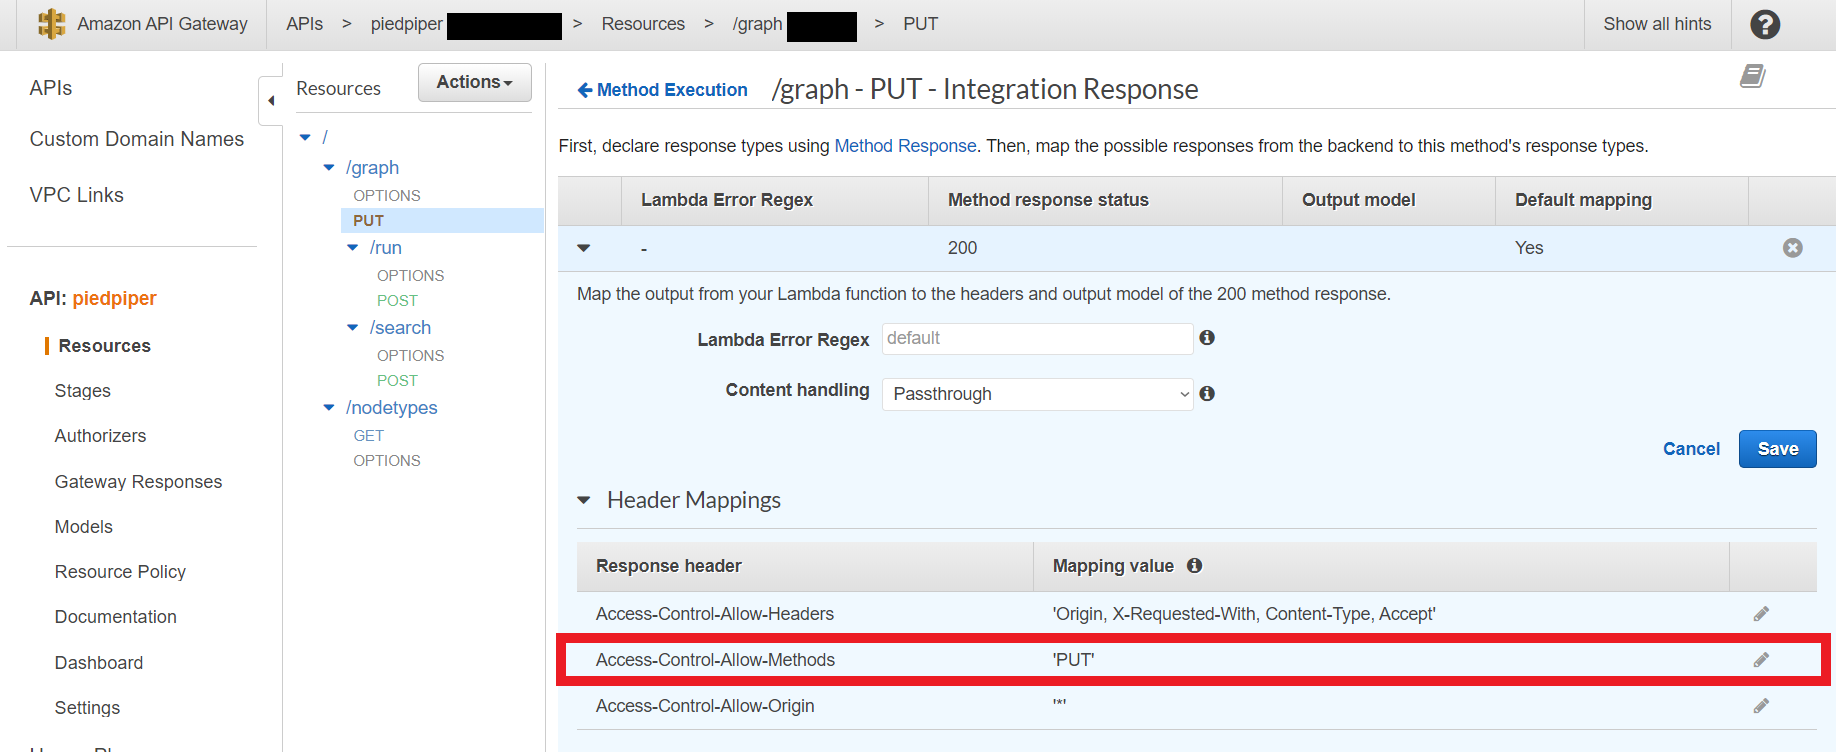 Amazon API Gateway
APIs > piedpiper > Resources > /graph > PUT
Show all hints
?
APIs
Custom Domain Names
VPC Links
API: piedpiper
Resources
Stages
Authorizers
Gateway Responses
Models
Resource Policy
Documentation
Dashboard
Settings
Resources
Actions
/
/graph
OPTIONS
PUT
/run
OPTIONS
POST
/search
OPTIONS
POST
/nodetypes
GET
OPTIONS
Method Execution /graph - PUT - Integration Response
First, declare response types using Method Response. Then, map the possible responses from the backend to this method's response types.
Lambda Error Regex Method response status Output model Default mapping
- 200 Yes
Map the output from your Lambda function to the headers and output model of the 200 method response.
Lambda Error Regex default
Content handling Passthrough
Cancel Save
Header Mappings
Response header Mapping value
Access-Control-Allow-Headers 'Origin, X-Requested-With, Content-Type, Accept'
Access-Control-Allow-Methods 'PUT'
Access-Control-Allow-Origin '*'